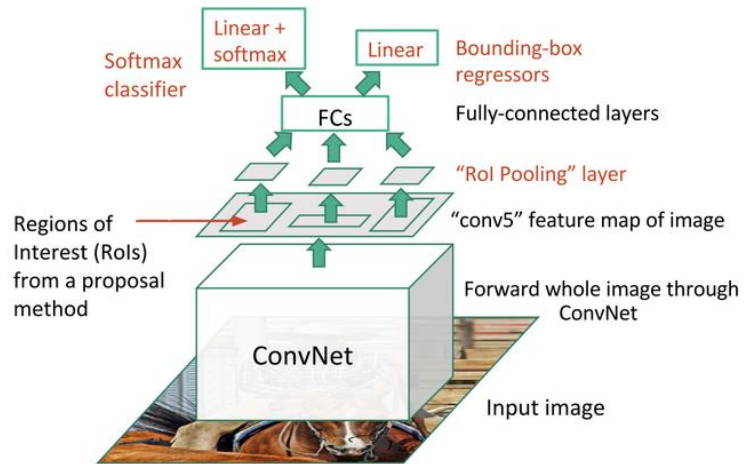 Linear +
softmax
Linear
Softmax
classifier
Bounding-box
regressors
FCs
Fully-connected layers
“RoI Pooling” layer
Regions of
Interest (RoIs)
from a proposal
method
“conv5” feature map of image
Forward whole image through
ConvNet
ConvNet
Input image